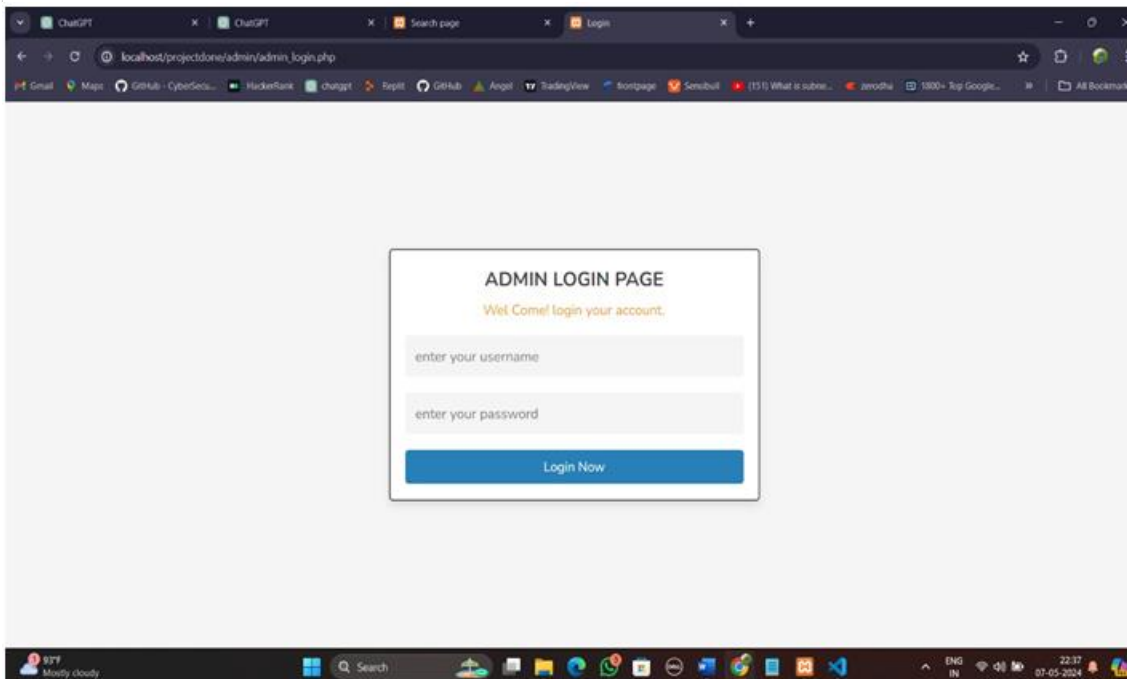 ChatGPT
ChatGPT
Search page
Login
localhost/projectdone/admin/admin_login.php
Gmail Maps GitHub - CyberSecu... HackerRank chatgpt Replit GitHub Angel TradingView frontpage Sensibull (151) What is subne... zerodha 1800+ Top Google... » All Bookmark
ADMIN LOGIN PAGE
Wel Come! login your account.
enter your username
enter your password
Login Now
93°F
Mostly cloudy
Search
ENG
IN
22:37
07-05-2024